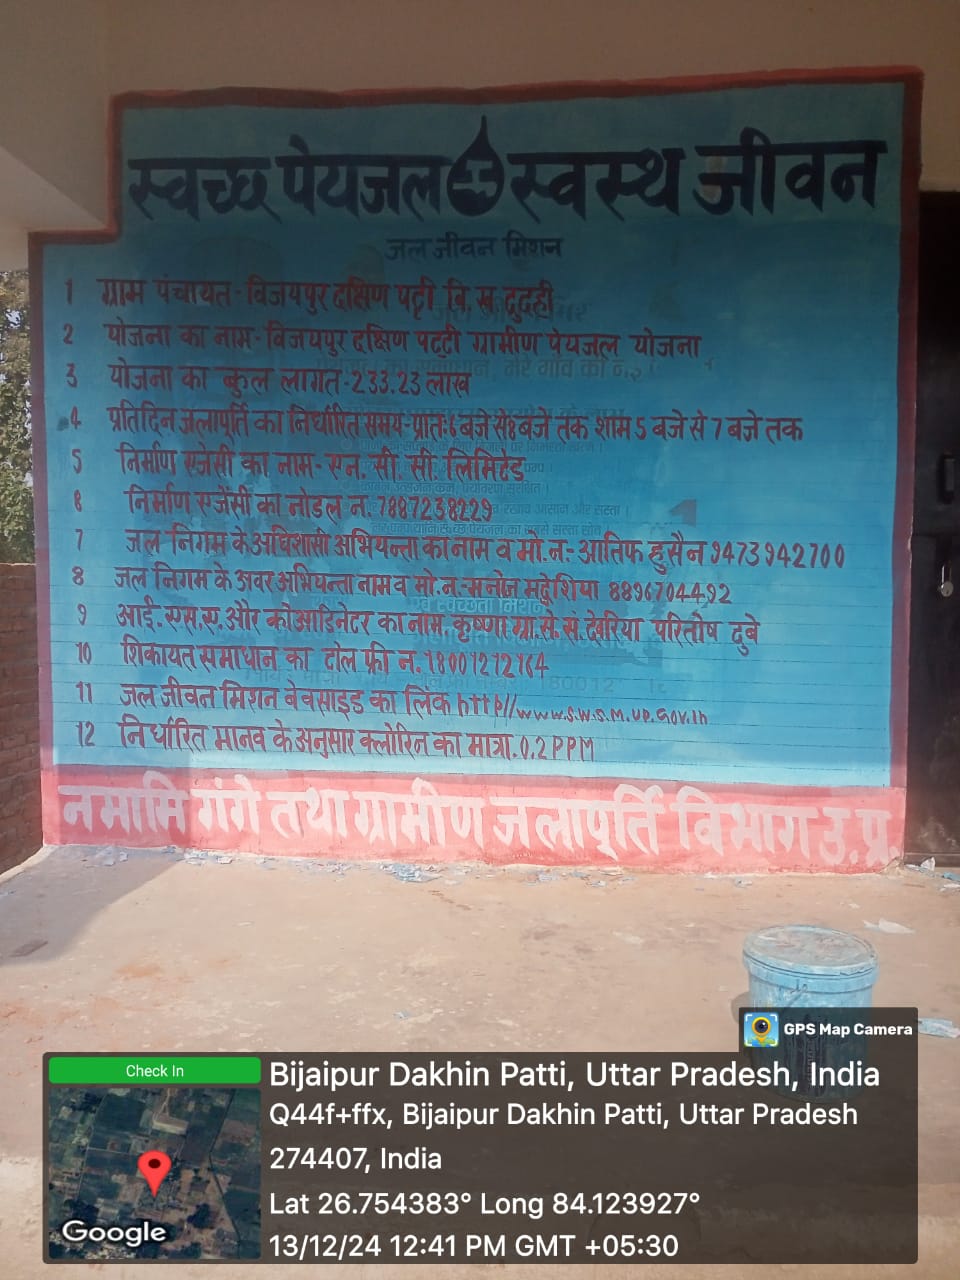 स्वच्छ पेयजल स्वस्थ जीवन
जल जीवन मिशन
1 ग्राम पंचायत-विजयपुर दक्षिण पट्टी वि.ख. दुदही
2 योजना का नाम-विजयपुर दक्षिण पट्टी ग्रामीण पेयजल योजना
3 योजना का कुल लागत-233.23 लाख
4 प्रतिदिन जलापूर्ति का निर्धारित समय-प्रातः 6 बजे से 8 बजे तक शाम 5 बजे से 7 बजे तक
5 निर्माण एजेंसी का नाम- एन. सी. सी. लिमिटेड
6 निर्माण एजेंसी का नोडल न. 7887238229
7 जल निगम के अधिशासी अभियन्ता का नाम व मो.न.- आतिफ हुसैन 9473942700
8 जल निगम के अवर अभियन्ता नाम व मो.न.-मनोज मद्देशिया 8896704492
9 आई.एस.ए. और कोआडिनेटर का नाम कृष्णा ग्रा.से.सं. देवरिया परितोष दुबे
10 शिकायत समाधान का टोल फ्री न. 18001212164
11 जल जीवन मिशन वेवसाइड का लिंक http//www.s.w.s.m.up.gov.in
12 निर्धारित मानव के अनुसार क्लोरिन का मात्रा. 0.2 PPM
नमामि गंगे तथा ग्रामीण जलापूर्ति विभाग उ.प्र.
GPS Map Camera
Check In
Bijaipur Dakhin Patti, Uttar Pradesh, India
Q44f+ffx, Bijaipur Dakhin Patti, Uttar Pradesh
274407, India
Lat 26.754383° Long 84.123927°
13/12/24 12:41 PM GMT +05:30
Google